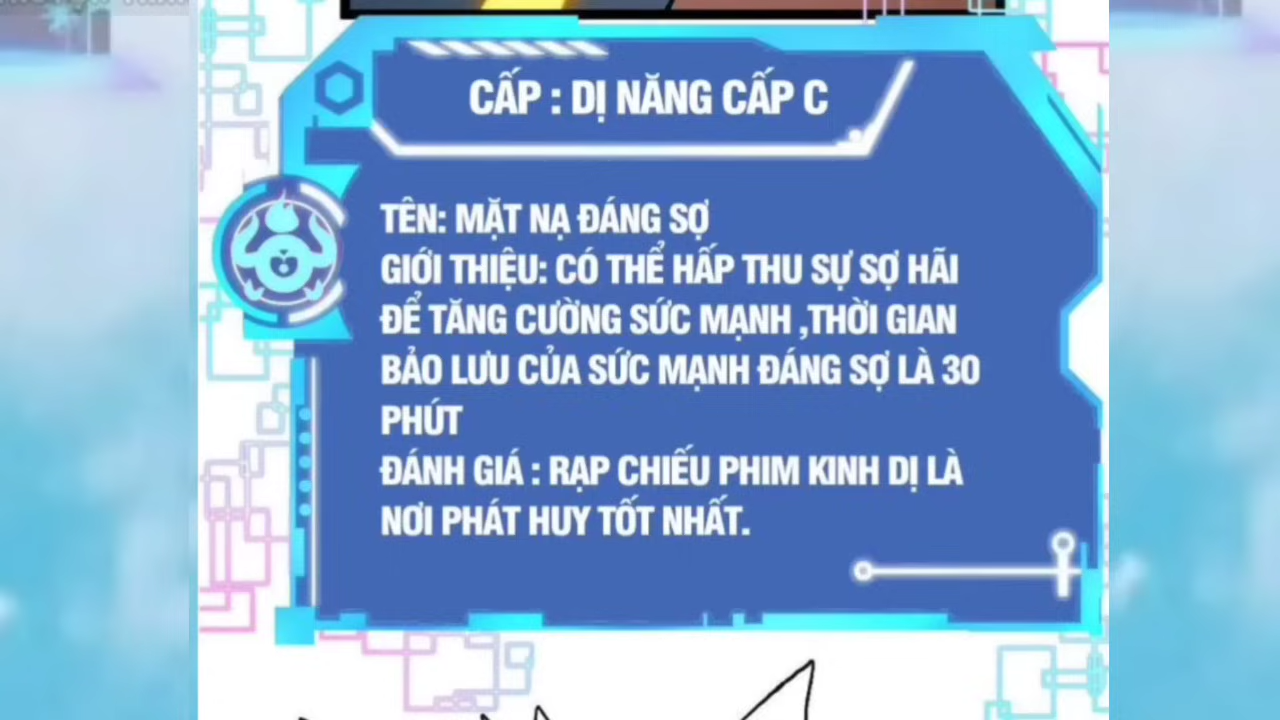 CẤP : DỊ NĂNG CẤP C
TÊN: MẶT NẠ ĐÁNG SỢ
GIỚI THIỆU: CÓ THỂ HẤP THU SỰ SỢ HÃI
ĐỂ TĂNG CƯỜNG SỨC MẠNH ,THỜI GIAN
BẢO LƯU CỦA SỨC MẠNH ĐÁNG SỢ LÀ 30
PHÚT
ĐÁNH GIÁ : RẠP CHIẾU PHIM KINH DỊ LÀ
NƠI PHÁT HUY TỐT NHẤT.